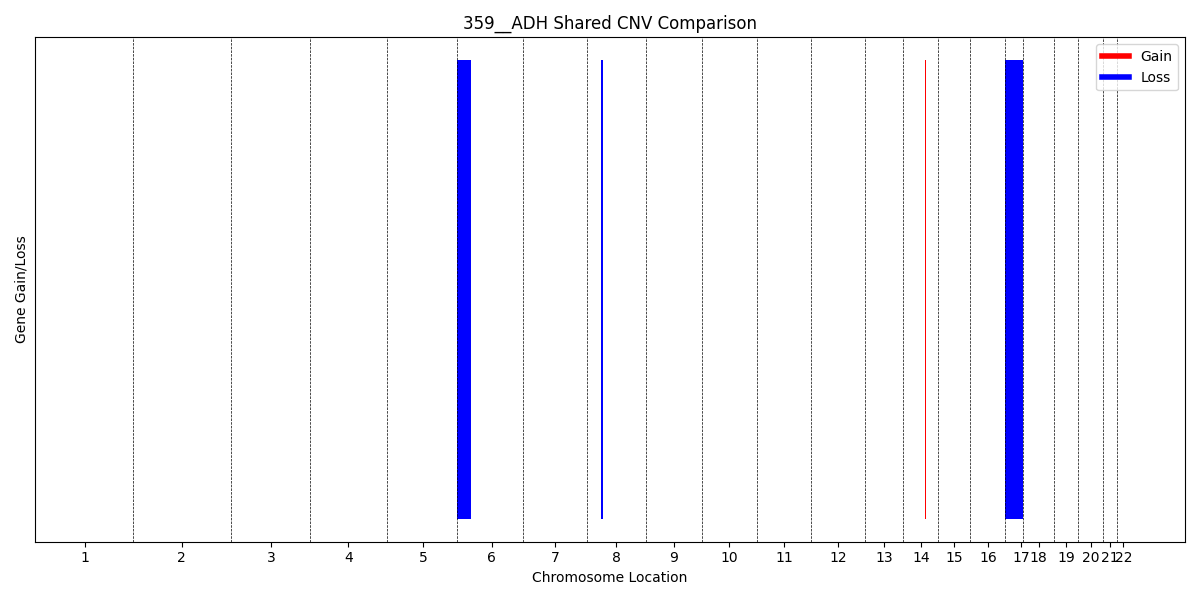 359__ADH Shared CNV Comparison
Gain
Loss
Gene Gain/Loss
1 2 3 4 5 6 7 8 9 10 11 12 13 14 15 16 17 18 19 20 21 22
Chromosome Location